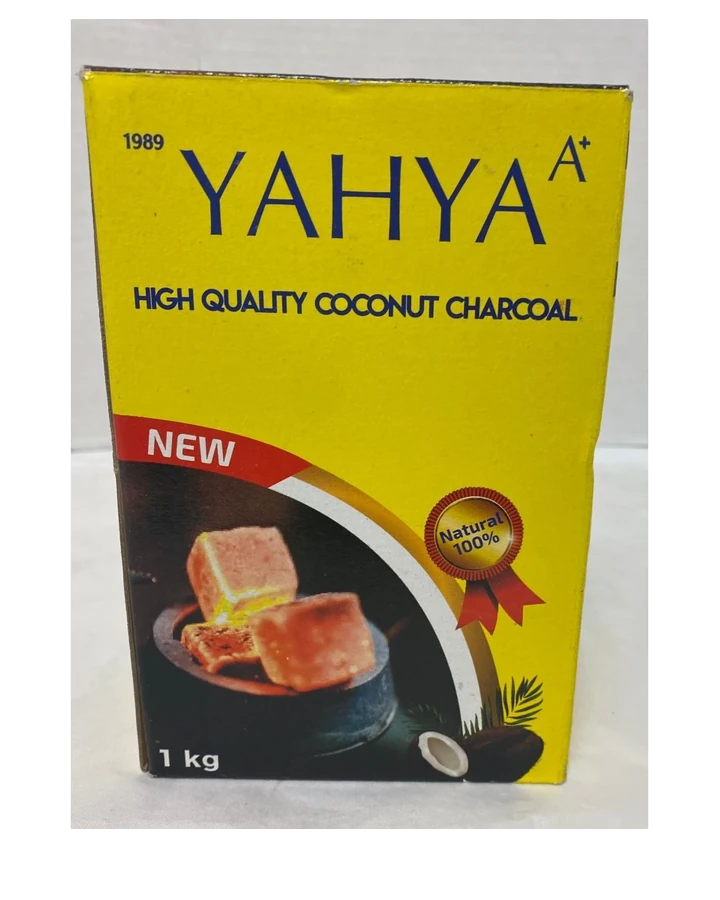 1989
YAHYA A+
HIGH QUALITY COCONUT CHARCOAL
NEW
Natural
100%
1 kg